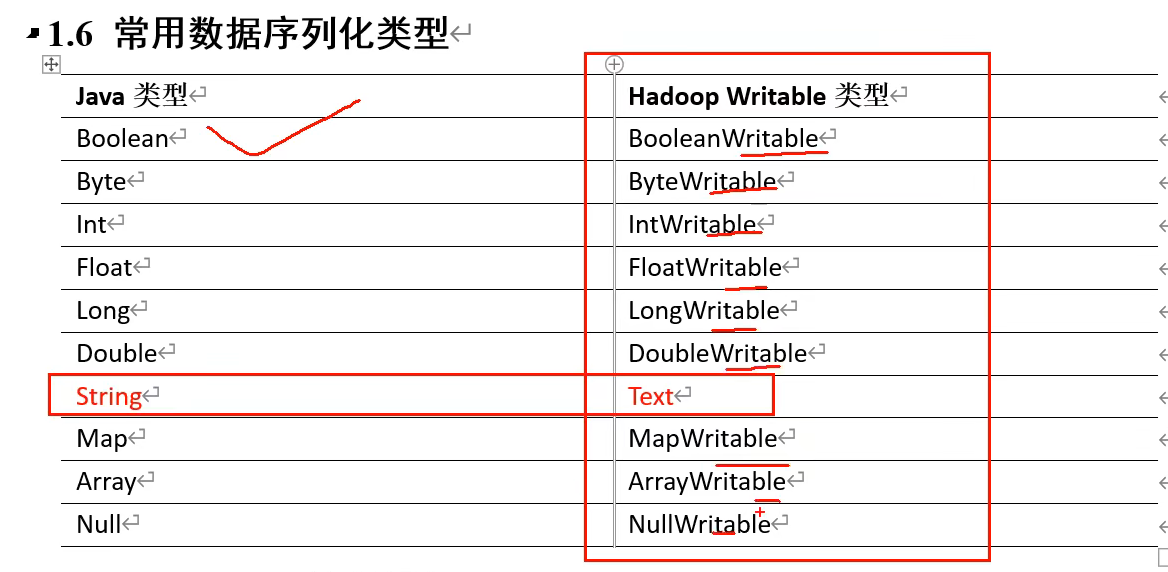 1.6 常用数据序列化类型
Java 类型 Hadoop Writable 类型
Boolean BooleanWritable
Byte ByteWritable
Int IntWritable
Float FloatWritable
Long LongWritable
Double DoubleWritable
String Text
Map MapWritable
Array ArrayWritable
Null NullWritable